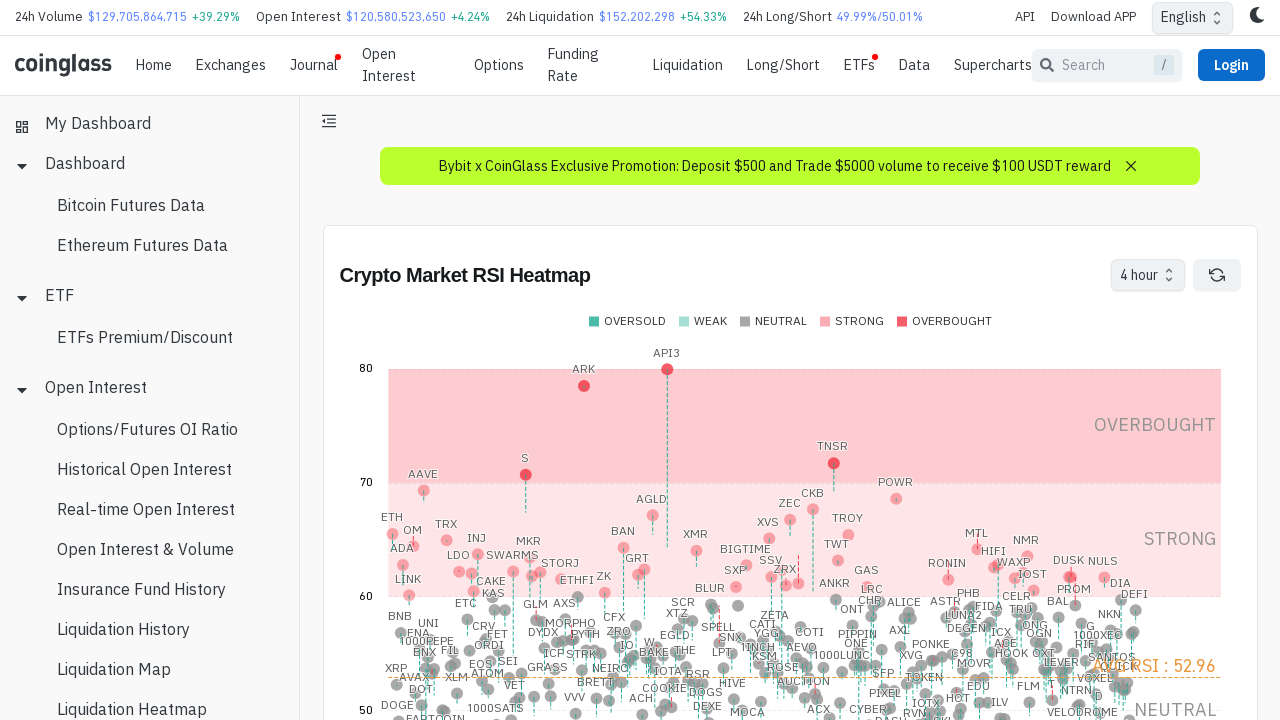 24h Volume $129,705,864,715 +39.29% Open Interest $120,580,523,650 +4.24% 24h Liquidation $152,202,298 +54.33% 24h Long/Short 49.99%/50.01% API Download APP English
coinglass Home Exchanges Journal Open Interest Options Funding Rate Liquidation Long/Short ETFs Data Supercharts Search / Login
My Dashboard
Dashboard
Bitcoin Futures Data
Ethereum Futures Data
ETF
ETFs Premium/Discount
Open Interest
Options/Futures OI Ratio
Historical Open Interest
Real-time Open Interest
Open Interest & Volume
Insurance Fund History
Liquidation History
Liquidation Map
Liquidation Heatmap
Bybit x CoinGlass Exclusive Promotion: Deposit $500 and Trade $5000 volume to receive $100 USDT reward
Crypto Market RSI Heatmap 4 hour
OVERSOLD WEAK NEUTRAL STRONG OVERBOUGHT
API3
80
ARK
OVERBOUGHT
TNSR
S
AAVE
70
POWR
CKB
AGLD ZEC
ETH TRX XVS TROY
OM INJ BAN XMR MTL
ADA LDO SWARMS MKR STORJ GRT BIGTIME TWT HIFI NMR STRONG
SSV RONIN WAXP DUSK NULS
LINK CAKE ETHFI ZK SXP ZRX GAS IOST
KAS BLUR ANKR LRC PHB CELR PROM DIA DEFI
60
ETC GLM AXS SCR CHR ALICE ASTR FIDA TRU BAL
BNB CFX XTZ ZETA ONT LUNA2 NKN
UNI CRV MORPHO SPELL CATI DEGEN ONG G
ENA FET DYDX PYTH ZRO EGLD SNX YGG COTI PIPPIN AXL ICX OGN 1000XEC
1000PEPE ORDI IO W 1INCH AEVO ONE PONKE ACE RIF
BNX FIL ICP STRK BAKE THE LPT KSM 1000LUNC XVG C98 HOOK OXT SANTOS
XRP EOS SEI GRASS NEIRO IOTA ROSE MOVR LEVER AVG RSI : 52.96
AVAX XLM ATOM VET BRETT COOKIE RSR HIVE AUCTION SFP TOKEN EDU FLM T VOXEL
DOT VVV ACH DOGS PIXEL HOT NTRN D
DOGE 1000SATS DEXE MOCA ACX CYBER IOTX ILV VELODROME NEUTRAL
50
FARTCOIN DASH RVN